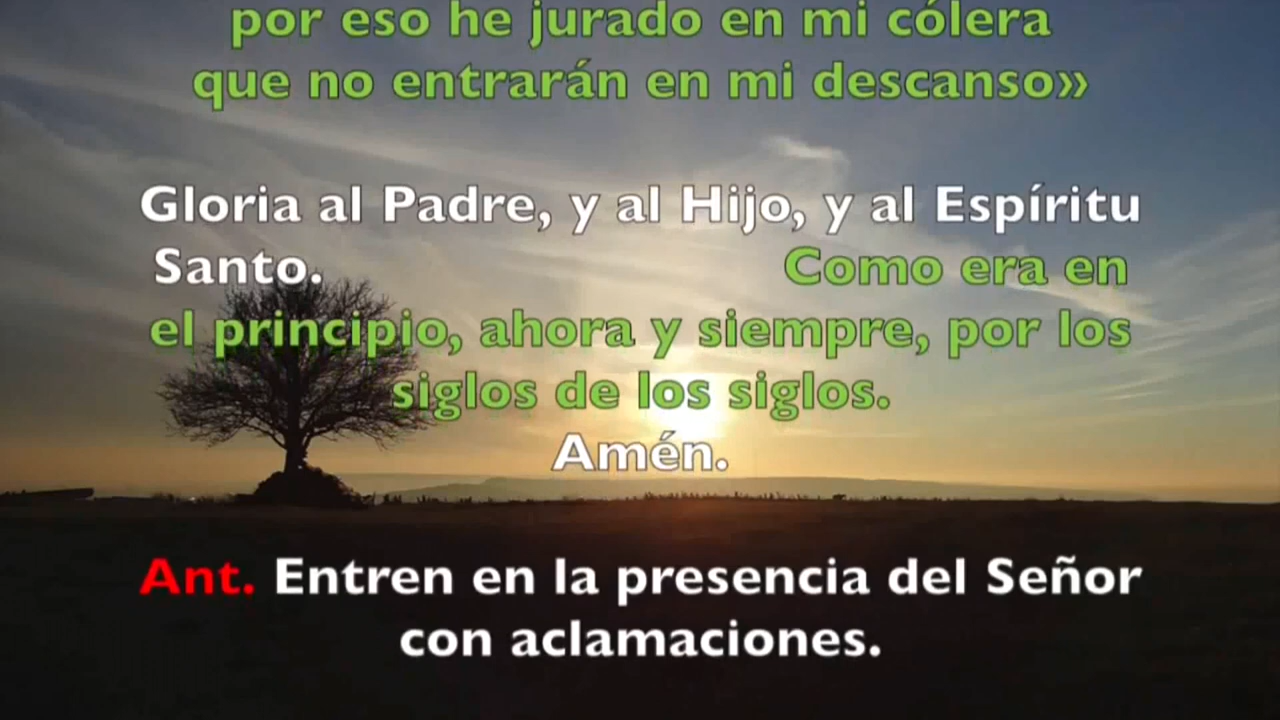 por eso he jurado en mi cólera
que no entrarán en mi descanso»
Gloria al Padre, y al Hijo, y al Espíritu
Santo. Como era en
el principio, ahora y siempre, por los
siglos de los siglos.
Amén.
Ant. Entren en la presencia del Señor
con aclamaciones.